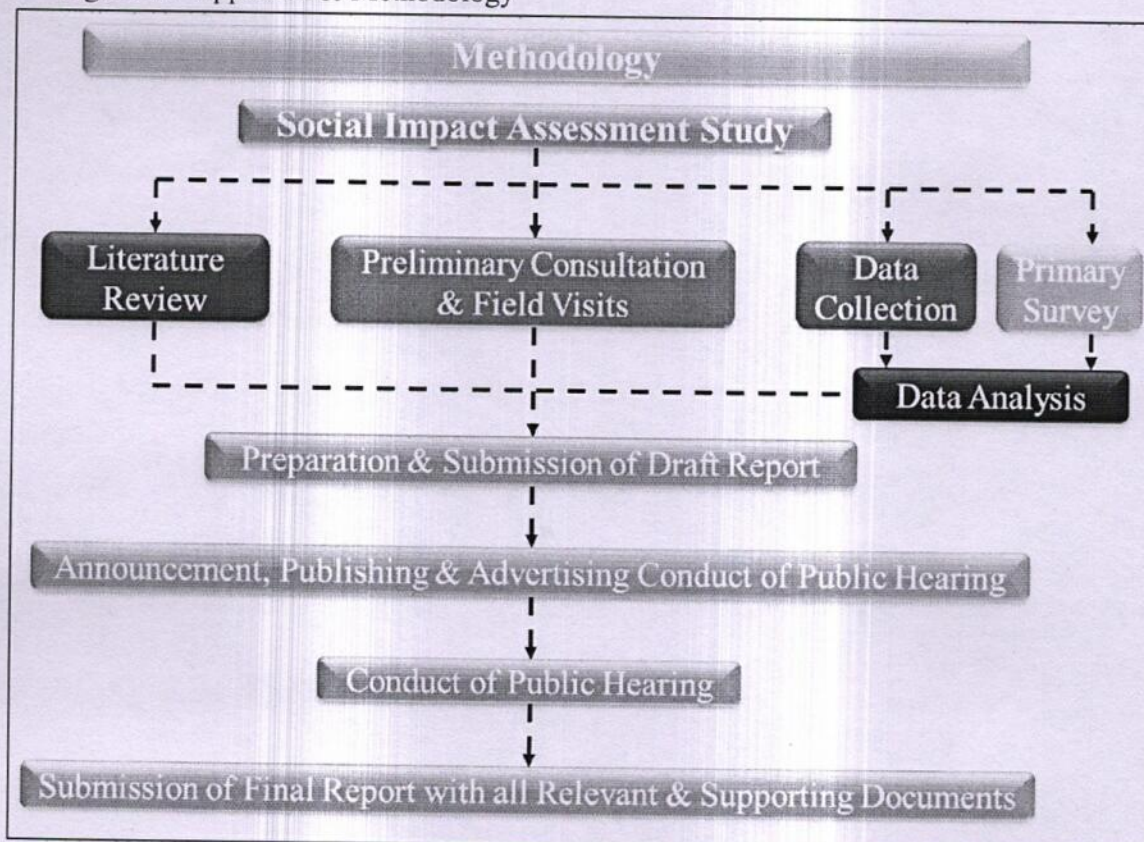 Methodology
Social Impact Assessment Study
Literature
Review
Preliminary Consultation
& Field Visits
Data
Collection
Primary
Survey
Data Analysis
Preparation & Submission of Draft Report
Announcement, Publishing & Advertising Conduct of Public Hearing
Conduct of Public Hearing
Submission of Final Report with all Relevant & Supporting Documents